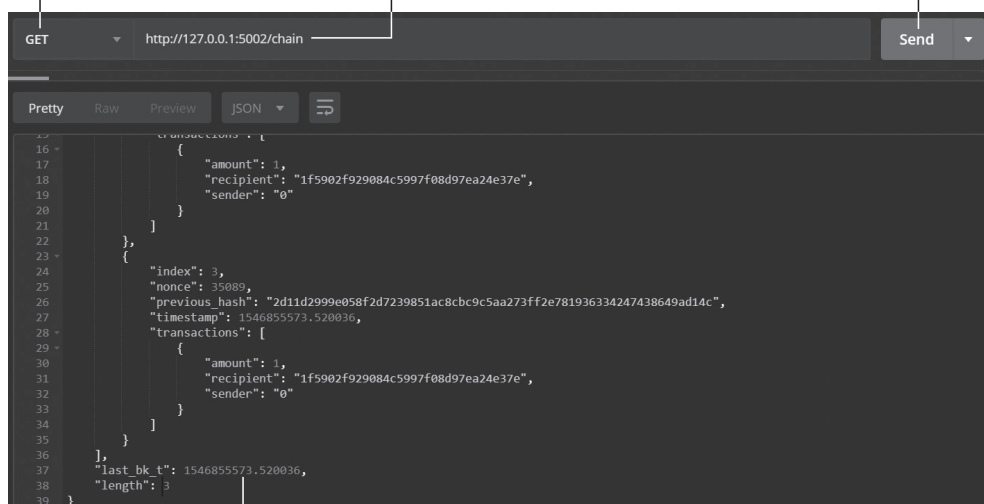 GET http://127.0.0.1:5002/chain Send
Pretty Raw Preview JSON
15 "transactions": [
16 {
17 "amount": 1,
18 "recipient": "1f5902f929084c5997f08d97ea24e37e",
19 "sender": "0"
20 }
21 ]
22 },
23 {
24 "index": 3,
25 "nonce": 35089,
26 "previous_hash": "2d11d2999e058f2d7239851ac8cbc9c5aa273ff2e781936334247438649ad14c",
27 "timestamp": 1546855573.520036,
28 "transactions": [
29 {
30 "amount": 1,
31 "recipient": "1f5902f929084c5997f08d97ea24e37e",
32 "sender": "0"
33 }
34 ]
35 }
36 ],
37 "last_bk_t": 1546855573.520036,
38 "length": 3
39 }